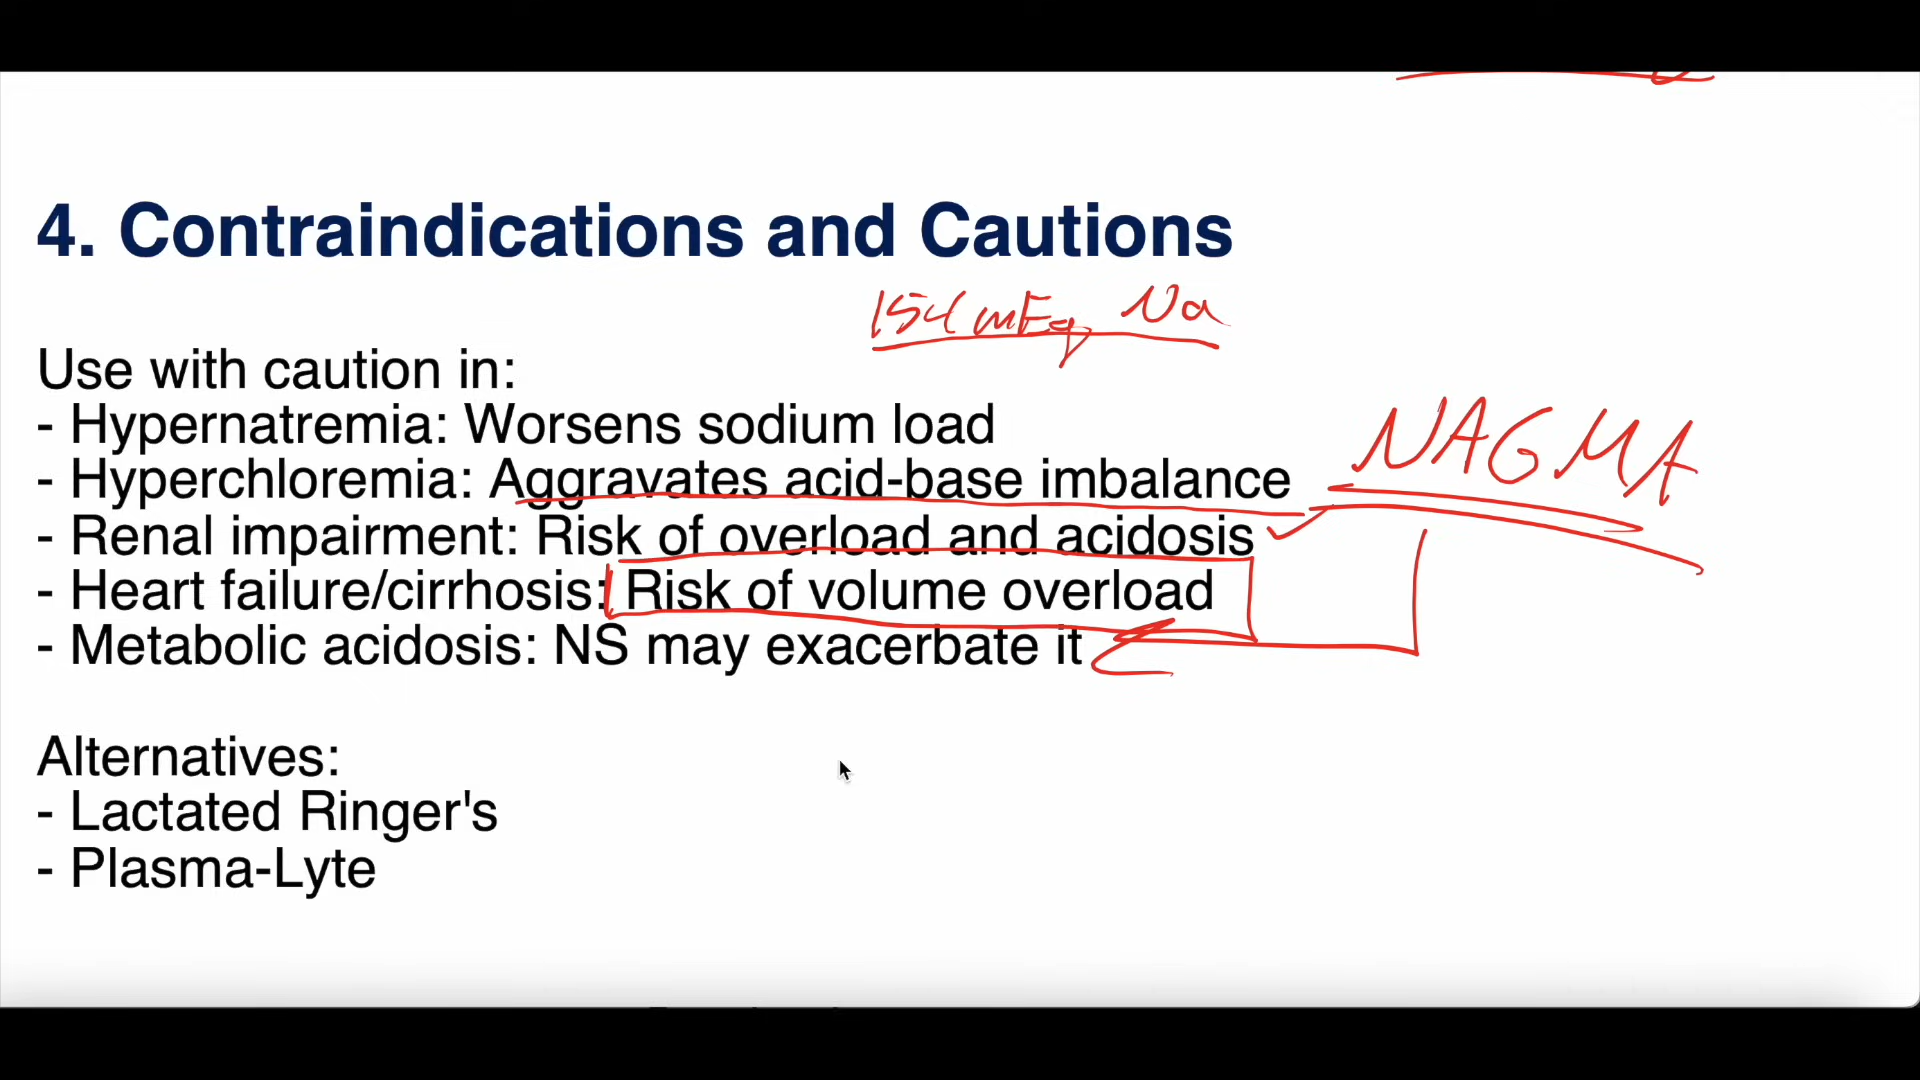 4. Contraindications and Cautions
154 mEq Na
Use with caution in:
- Hypernatremia: Worsens sodium load
- Hyperchloremia: Aggravates acid-base imbalance
NAGMA
- Renal impairment: Risk of overload and acidosis
- Heart failure/cirrhosis: Risk of volume overload
- Metabolic acidosis: NS may exacerbate it
Alternatives:
- Lactated Ringer's
- Plasma-Lyte